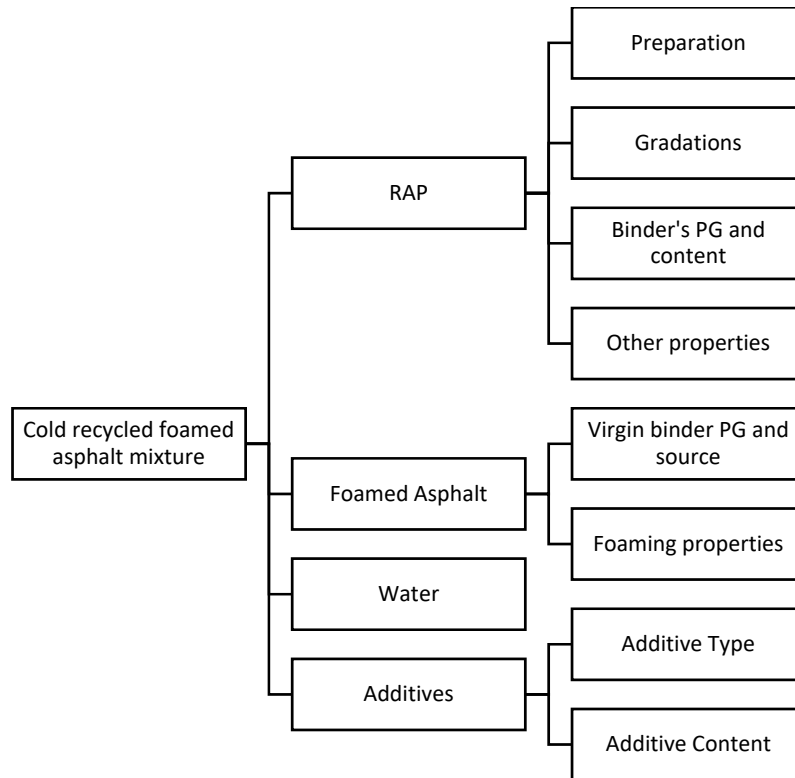 Preparation
Gradations
RAP
Binder's PG and
content
Other properties
Cold recycled foamed
asphalt mixture
Virgin binder PG and
source
Foamed Asphalt
Foaming properties
Water
Additive Type
Additives
Additive Content